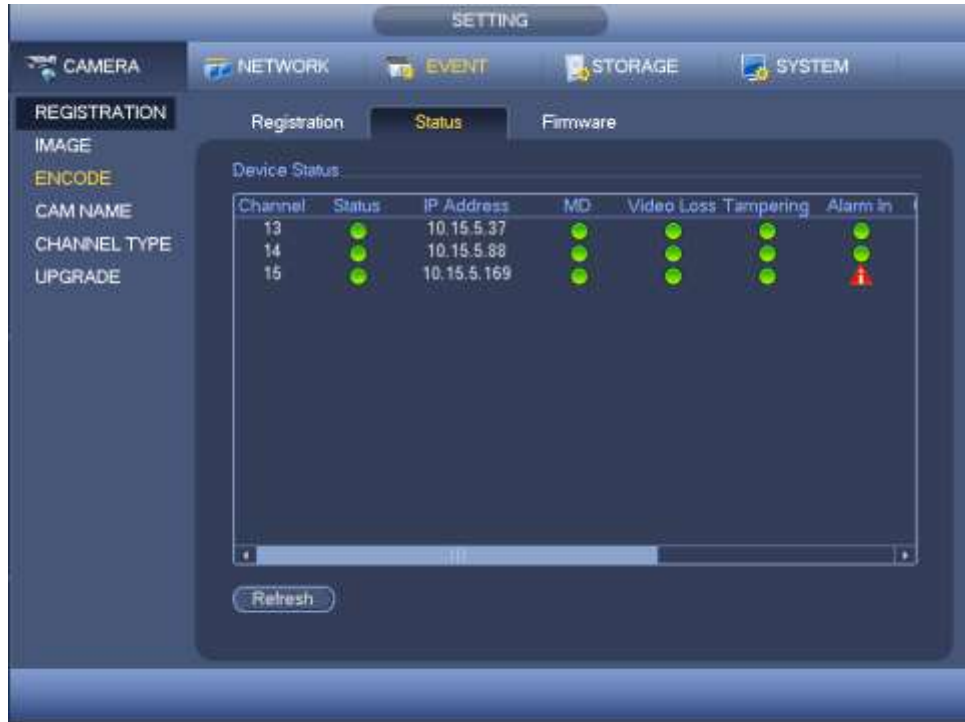 SETTING
CAMERA NETWORK EVENT STORAGE SYSTEM
REGISTRATION
IMAGE
ENCODE
CAM NAME
CHANNEL TYPE
UPGRADE
Registration Status Firmware
Device Status
Channel Status IP Address MD Video Loss Tampering Alarm In
13 10.15.5.37
14 10.15.5.88
15 10.15.5.169
Refresh